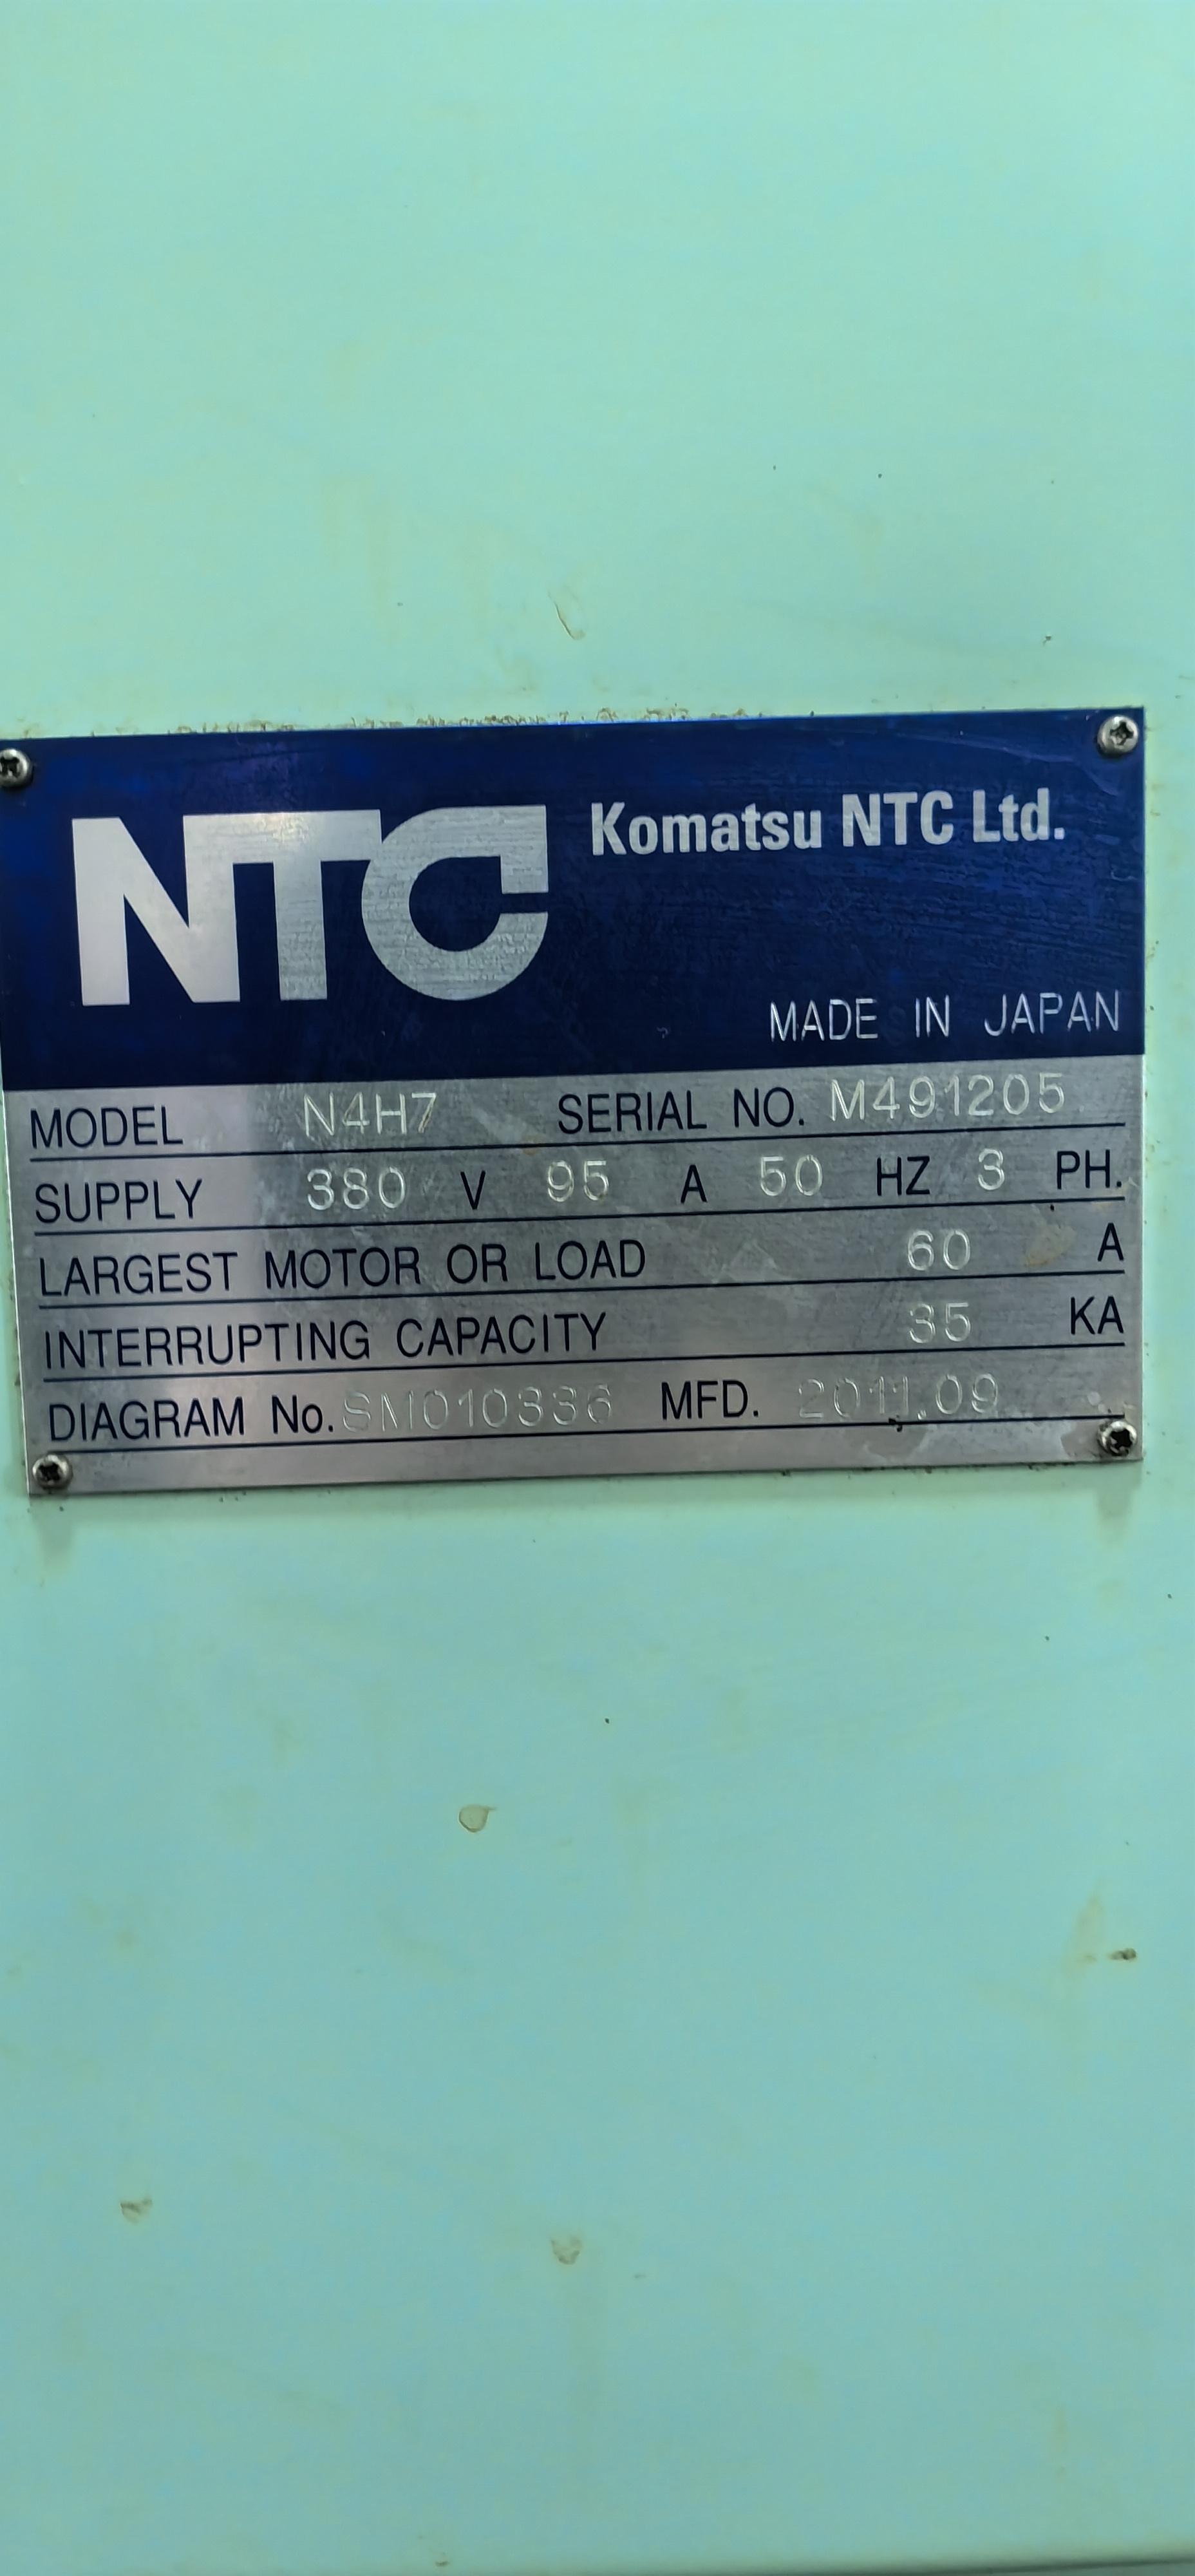 NTC
Komatsu NTC Ltd.
MADE IN JAPAN
MODEL N4H7 SERIAL NO. M491205
SUPPLY 380 V 95 A 50 HZ 3 PH.
LARGEST MOTOR OR LOAD 60 A
INTERRUPTING CAPACITY 35 KA
DIAGRAM No. SM010336 MFD. 2011.09